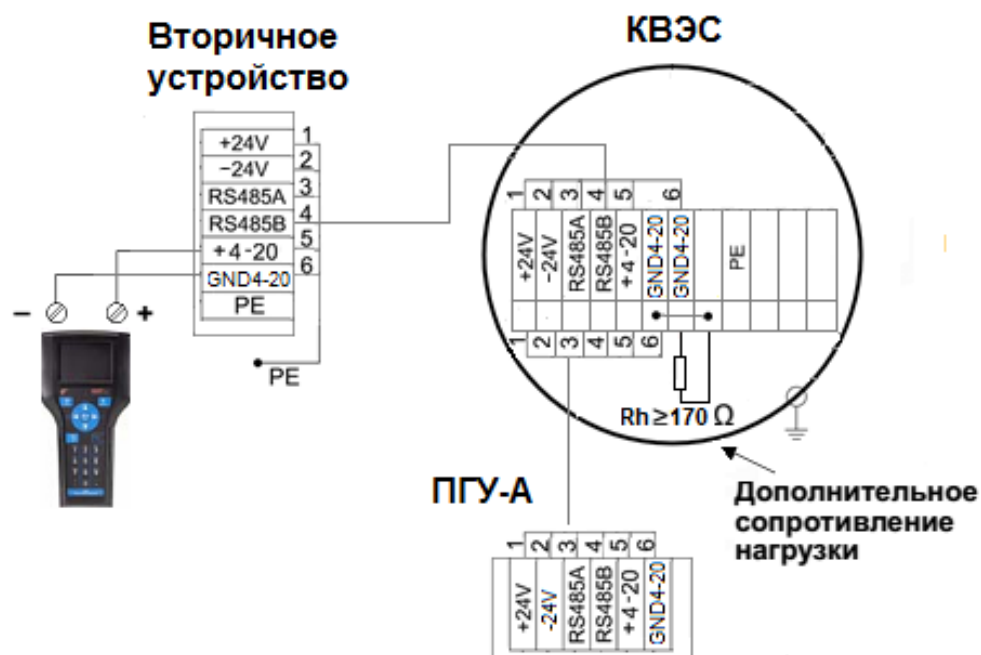 Вторичное
устройство
КВЭС
+24V
1
−24V
2
RS485A
3
RS485B
4
+4-20
5
GND4-20
6
PE
− +
PE
1 2 3 4 5 6
+24V
−24V
RS485A
RS485B
+4-20
GND4-20
GND4-20
PE
1 2 3 4 5 6
Rh ≥170 Ω
ПГУ-А
Дополнительное
сопротивление
нагрузки
1 2 3 4 5 6
+24V
-24V
RS485A
RS485B
+4-20
GND4-20